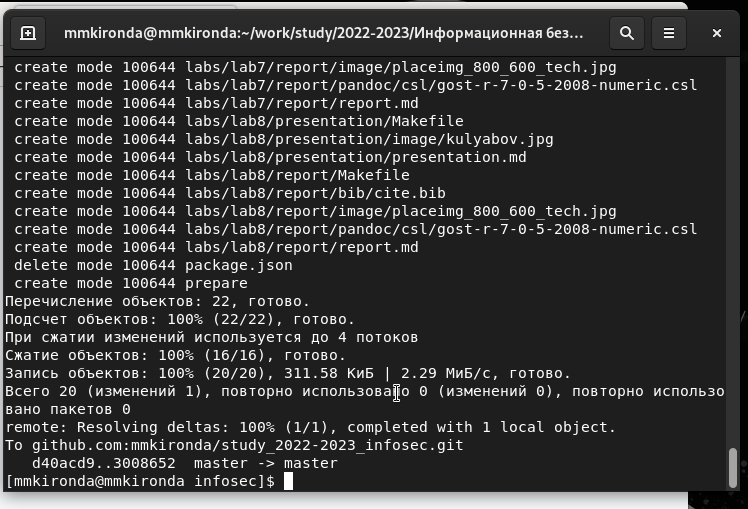 mmkironda@mmkironda:~/work/study/2022-2023/Информационная без...
create mode 100644 labs/lab7/report/image/placeimg_800_600_tech.jpg
create mode 100644 labs/lab7/report/pandoc/csl/gost-r-7-0-5-2008-numeric.csl
create mode 100644 labs/lab7/report/report.md
create mode 100644 labs/lab8/presentation/Makefile
create mode 100644 labs/lab8/presentation/image/kulyabov.jpg
create mode 100644 labs/lab8/presentation/presentation.md
create mode 100644 labs/lab8/report/Makefile
create mode 100644 labs/lab8/report/bib/cite.bib
create mode 100644 labs/lab8/report/image/placeimg_800_600_tech.jpg
create mode 100644 labs/lab8/report/pandoc/csl/gost-r-7-0-5-2008-numeric.csl
create mode 100644 labs/lab8/report/report.md
delete mode 100644 package.json
create mode 100644 prepare
Перечисление объектов: 22, готово.
Подсчет объектов: 100% (22/22), готово.
При сжатии изменений используется до 4 потоков
Сжатие объектов: 100% (16/16), готово.
Запись объектов: 100% (20/20), 311.58 КиБ | 2.29 МиБ/с, готово.
Всего 20 (изменений 1), повторно использовано 0 (изменений 0), повторно использо
вано пакетов 0
remote: Resolving deltas: 100% (1/1), completed with 1 local object.
To github.com:mmkironda/study_2022-2023_infosec.git
d40acd9..3008652  master -> master
[mmkironda@mmkironda infosec]$